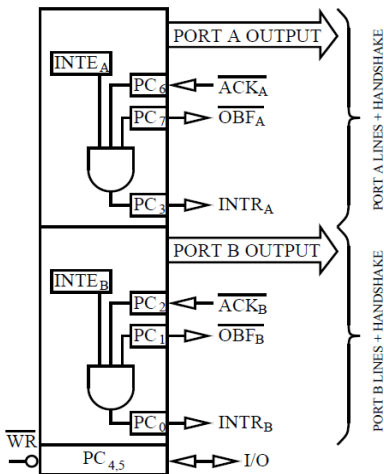 PORT A OUTPUT
INTE_A
PC_6
ACK_A
PC_7
OBF_A
PC_3
INTR_A
PORT A LINES + HANDSHAKE
PORT B OUTPUT
INTE_B
PC_2
ACK_B
PC_1
OBF_B
PC_0
INTR_B
PORT B LINES + HANDSHAKE
WR
PC_4,5
I/O